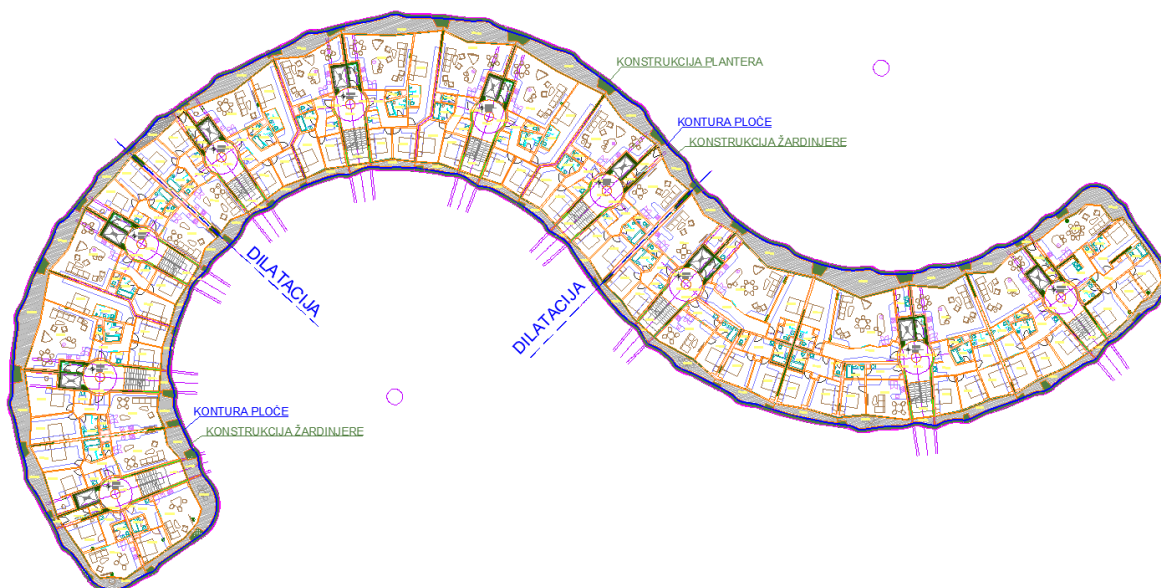 KONSTRUKCIJA PLANTERA
KONTURA PLOČE
KONSTRUKCIJA ŽARDINJERE
DILATACIJA
DILATACIJA
KONTURA PLOČE
KONSTRUKCIJA ŽARDINJERE